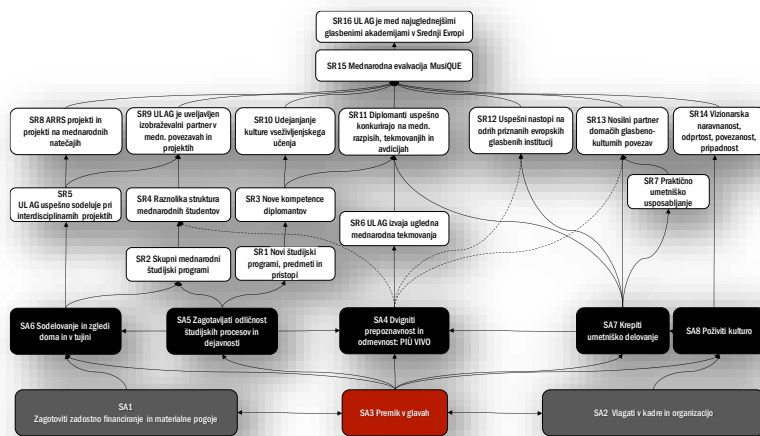 SR16 UL AG je med najuglednejšimi
glasbenimi akademijami v Srednji Evropi
SR15 Mednarodna evalvacija MusiQUE
SR8 ARRS projekti in
projekti na mednarodnih
natečajih
SR9 UL AG je uveljavljen
izobraževalni partner v
medn. povezavah in
projektih
SR10 Udejanjanje
kulture vseživljenjskega
učenja
SR11 Diplomanti uspešno
konkurirajo na medn.
razpisih, tekmovanjih in
avdicijah
SR12 Uspešni nastopi na
odrih priznanih evropskih
glasbenih institucij
SR13 Nosilni partner
domačih glasbeno-
kulturnih povezav
SR14 Vizionarska
naravnanost,
odprtost, povezanost,
pripadnost
SR5
UL AG uspešno sodeluje pri
interdisciplinarnih projektih
SR4 Raznolika struktura
mednarodnih študentov
SR3 Nove kompetence
diplomantov
SR7 Praktično
umetniško
usposabljanje
SR6 UL AG izvaja ugledna
mednarodna tekmovanja
SR2 Skupni mednarodni
študijski programi
SR1 Novi študijski
programi, predmeti in
pristopi
SA6 Sodelovanje in zgledi
doma in v tujini
SA5 Zagotavljati odličnost
študijskih procesov in
dejavnosti
SA4 Dvigniti
prepoznavnost in
odmevnost: PIÙ VIVO
SA7 Krepiti
umetniško delovanje
SA8 Poživiti kulturo
SA1
Zagotoviti zadostno financiranje in materialne pogoje
SA3 Premik v glavah
SA2 Vlagati v kadre in organizacijo